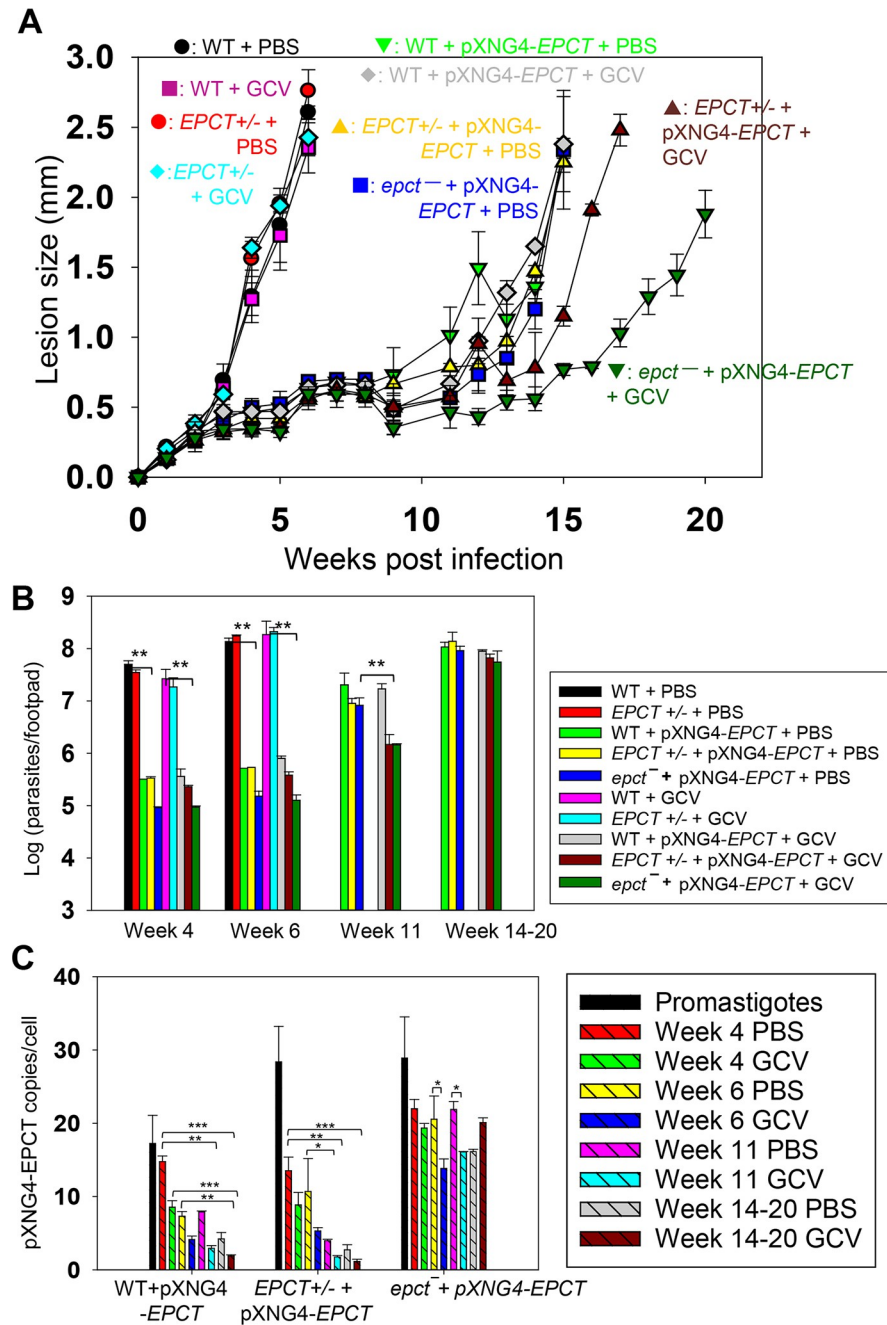 A
●: WT + PBS
▼: WT + pXNG4-EPCT + PBS
■: WT + GCV
◆: WT + pXNG4-EPCT + GCV
●: EPCT+/- +
PBS
▲: EPCT+/- + pXNG4-
EPCT + PBS
▲: EPCT+/- +
pXNG4-EPCT +
GCV
◆:EPCT+/-
+ GCV
■: epct— + pXNG4-
EPCT + PBS
▼: epct— + pXNG4-EPCT
+ GCV
Lesion size (mm)
3.0
2.5
2.0
1.5
1.0
0.5
0.0
0 5 10 15 20
Weeks post infection
B
Log (parasites/footpad)
9
8
7
6
5
4
3
** ** ** ** **
Week 4 Week 6 Week 11 Week 14-20
WT + PBS
EPCT +/- + PBS
WT + pXNG4-EPCT + PBS
EPCT +/- + pXNG4-EPCT + PBS
epct⁻ + pXNG4-EPCT + PBS
WT + GCV
EPCT +/- + GCV
WT + pXNG4-EPCT + GCV
EPCT +/- + pXNG4-EPCT + GCV
epct⁻ + pXNG4-EPCT + GCV
C
pXNG4-EPCT copies/cell
40
30
20
10
0
***
**
***
**
***
**
*
*
*
WT+pXNG4
-EPCT
EPCT+/- +
pXNG4-EPCT
epct⁻ + pXNG4-EPCT
Promastigotes
Week 4 PBS
Week 4 GCV
Week 6 PBS
Week 6 GCV
Week 11 PBS
Week 11 GCV
Week 14-20 PBS
Week 14-20 GCV